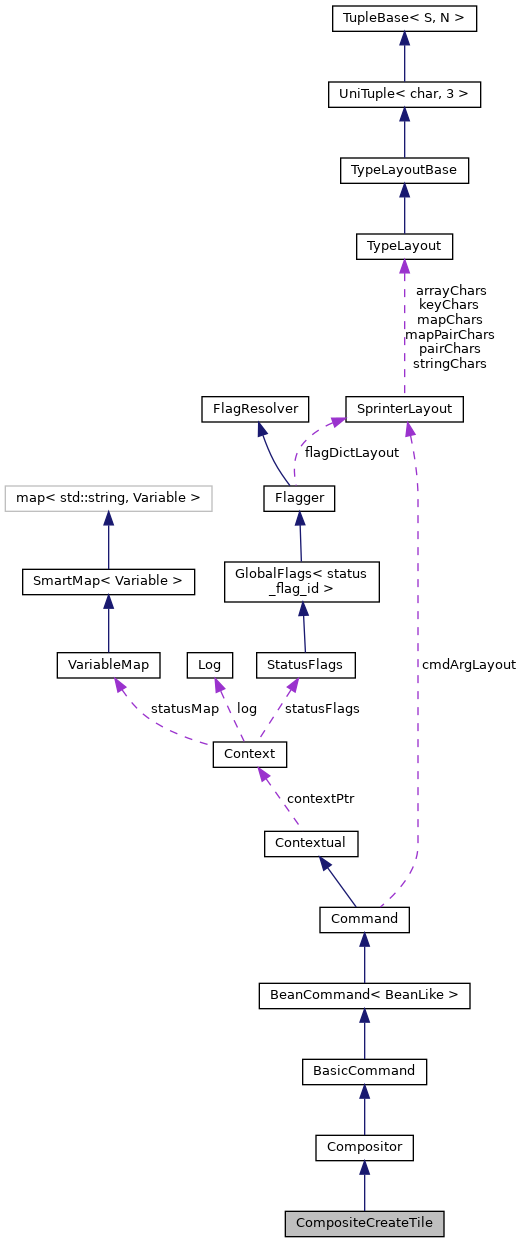 TupleBase< S, N >
UniTuple< char, 3 >
TypeLayoutBase
TypeLayout
arrayChars
keyChars
mapChars
mapPairChars
pairChars
stringChars
FlagResolver
SprinterLayout
flagDictLayout
map< std::string, Variable >
Flagger
SmartMap< Variable >
GlobalFlags< status
_flag_id >
VariableMap
Log
StatusFlags
cmdArgLayout
statusMap
log
statusFlags
Context
contextPtr
Contextual
Command
BeanCommand< BeanLike >
BasicCommand
Compositor
CompositeCreateTile